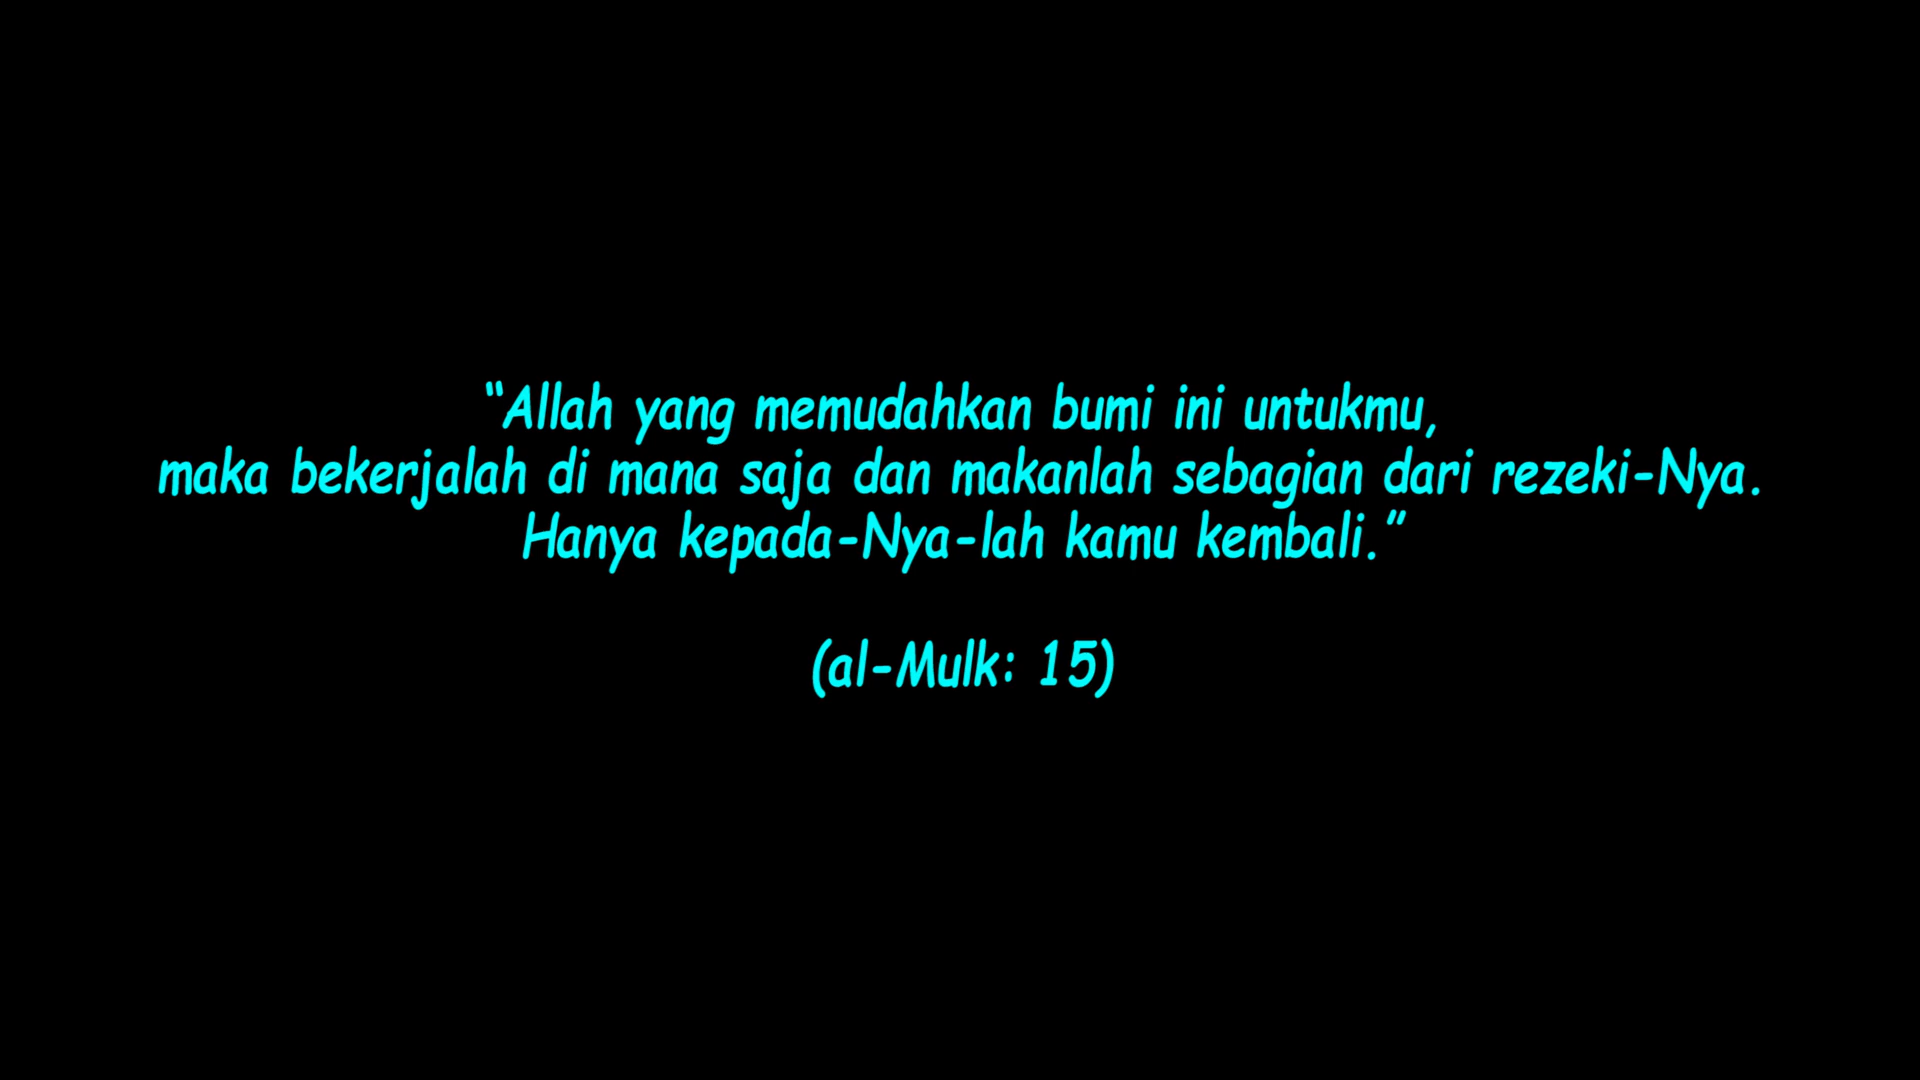 “Allah yang memudahkan bumi ini untukmu,
maka bekerjalah di mana saja dan makanlah sebagian dari rezeki-Nya.
Hanya kepada-Nya-lah kamu kembali.”
(al-Mulk: 15)